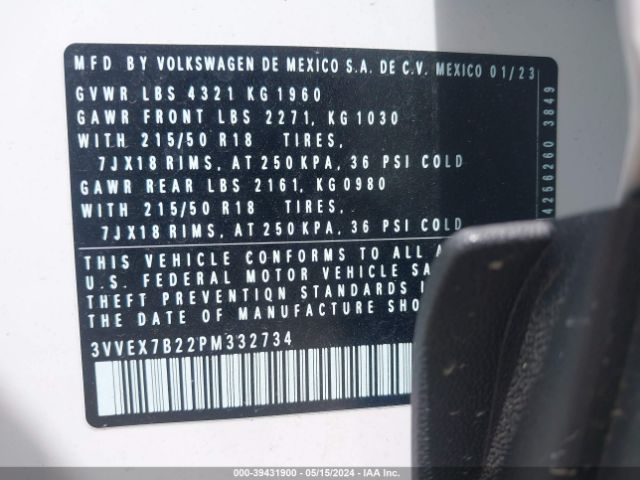 MFD BY VOLKSWAGEN DE MEXICO S.A. DE C.V. MEXICO 01/23
GVWR LBS 4321 KG 1960
GAWR FRONT LBS 2271, KG 1030
WITH 215/50 R18 TIRES,
7JX18 RIMS, AT 250 KPA, 36 PSI COLD
GAWR REAR LBS 2161, KG 0980
WITH 215/50 R18 TIRES,
7JX18 RIMS, AT 250 KPA, 36 PSI COLD
THIS VEHICLE CONFORMS TO ALL
U.S. FEDERAL MOTOR VEHICLE
THEFT PREVENTION STANDARDS
THE DATE OF MANUFACTURE
3VVEX7B22PM332734
4256260 3849
000-39431900 - 05/15/2024 - IAA Inc.